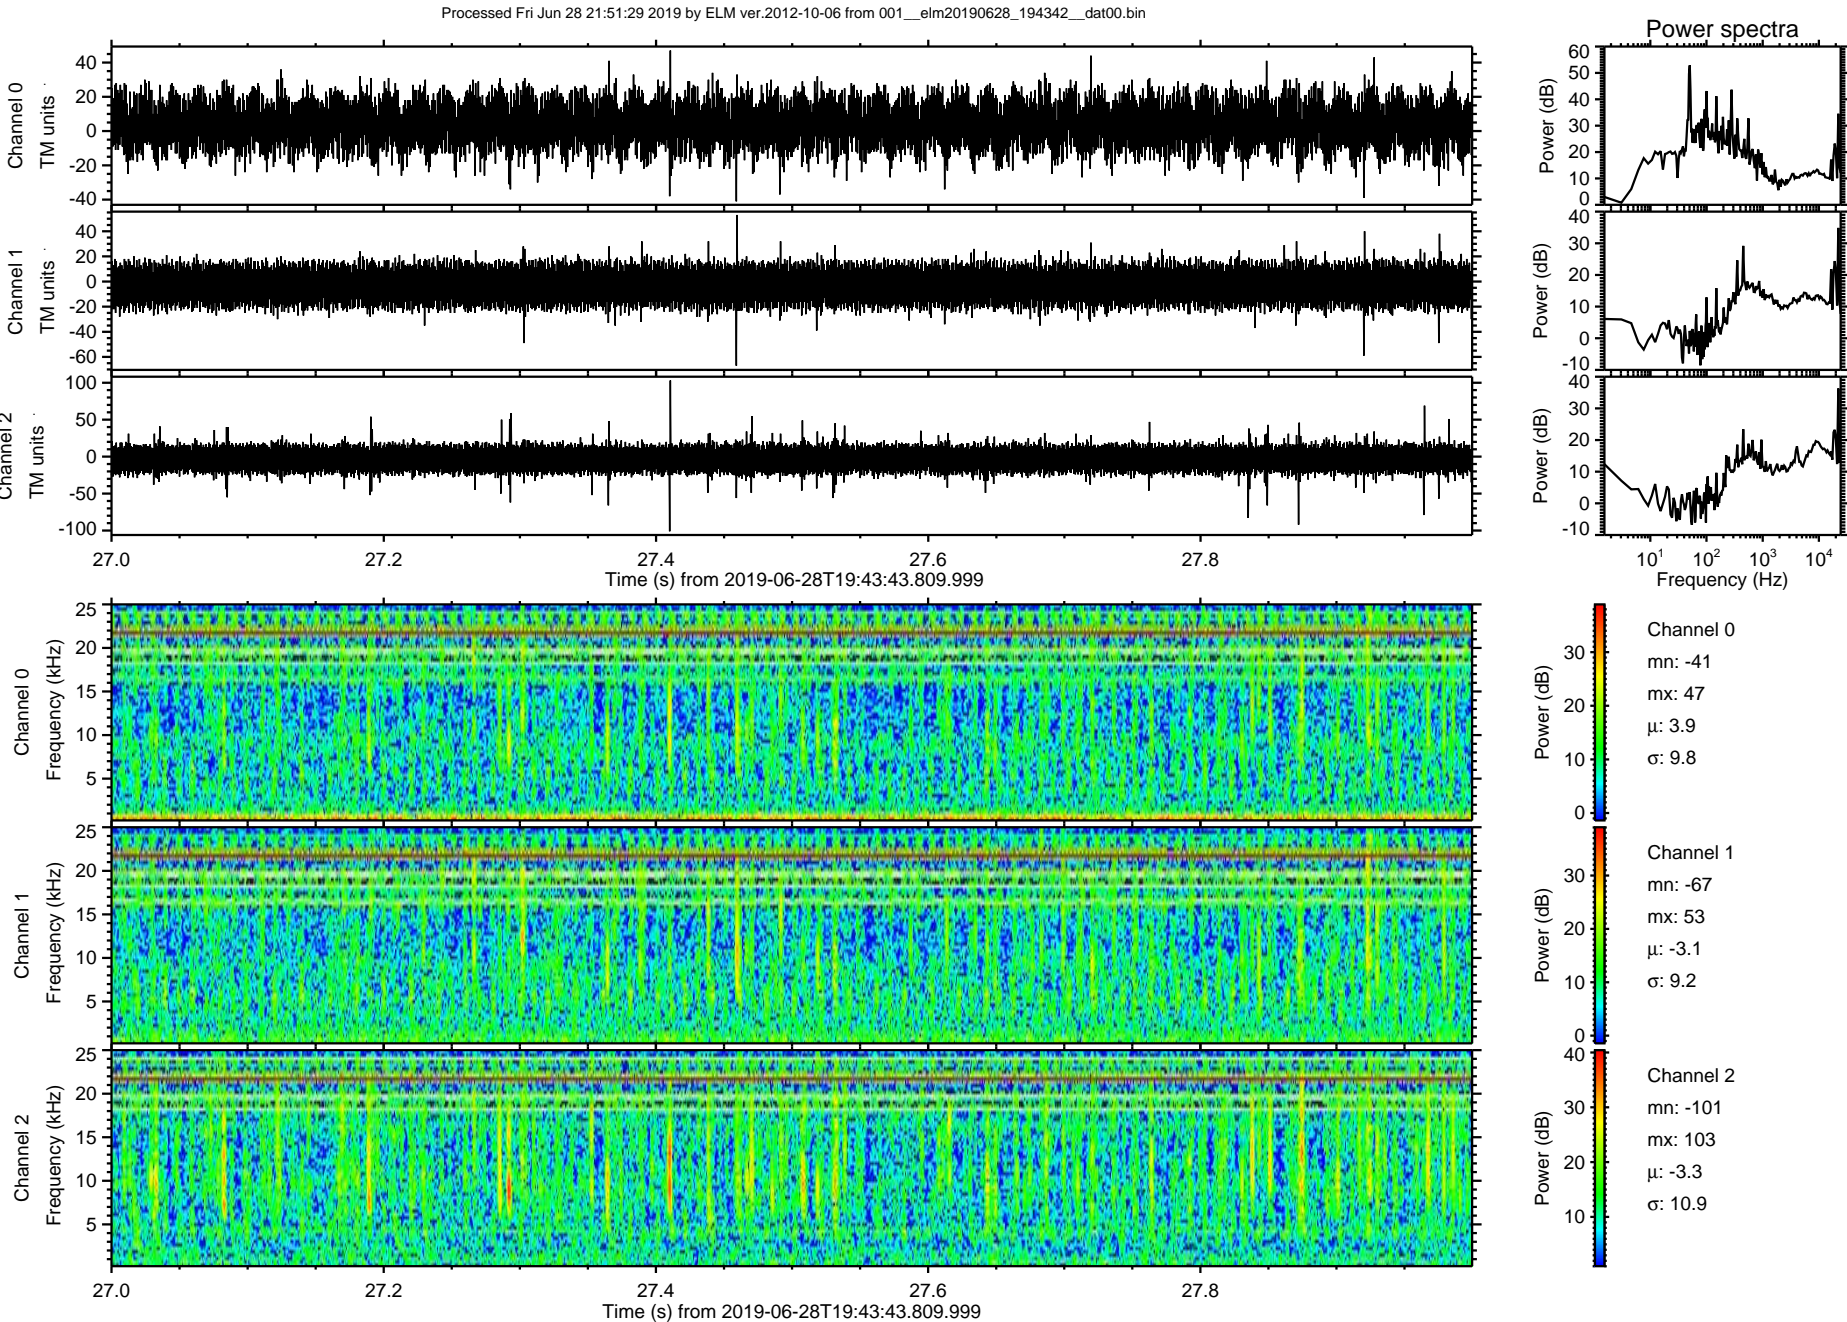 Processed Fri Jun 28 21:51:29 2019 by ELM ver.2012-10-06 from 001__elm20190628_194342__dat00.bin
Power spectra
Channel 0
TM units
40
20
0
-20
-40
Power (dB)
60
50
40
30
20
10
0
Channel 1
TM units
40
20
0
-20
-40
-60
Power (dB)
40
30
20
10
0
-10
Channel 2
TM units
100
50
0
-50
-100
Power (dB)
40
30
20
10
0
-10
27.0 27.2 27.4 27.6 27.8
Time (s) from 2019-06-28T19:43:43.809.999
10¹ 10² 10³ 10⁴
Frequency (Hz)
Channel 0
Frequency (kHz)
25
20
15
10
5
Power (dB)
30
20
10
0
Channel 0
mn: -41
mx: 47
μ: 3.9
σ: 9.8
Channel 1
Frequency (kHz)
25
20
15
10
5
Power (dB)
30
20
10
0
Channel 1
mn: -67
mx: 53
μ: -3.1
σ: 9.2
Channel 2
Frequency (kHz)
25
20
15
10
5
Power (dB)
40
30
20
10
Channel 2
mn: -101
mx: 103
μ: -3.3
σ: 10.9
27.0 27.2 27.4 27.6 27.8
Time (s) from 2019-06-28T19:43:43.809.999